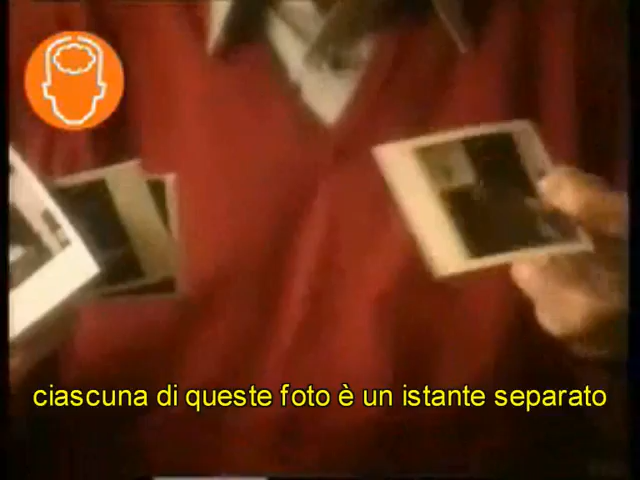 ciascuna di queste foto è un istante separato